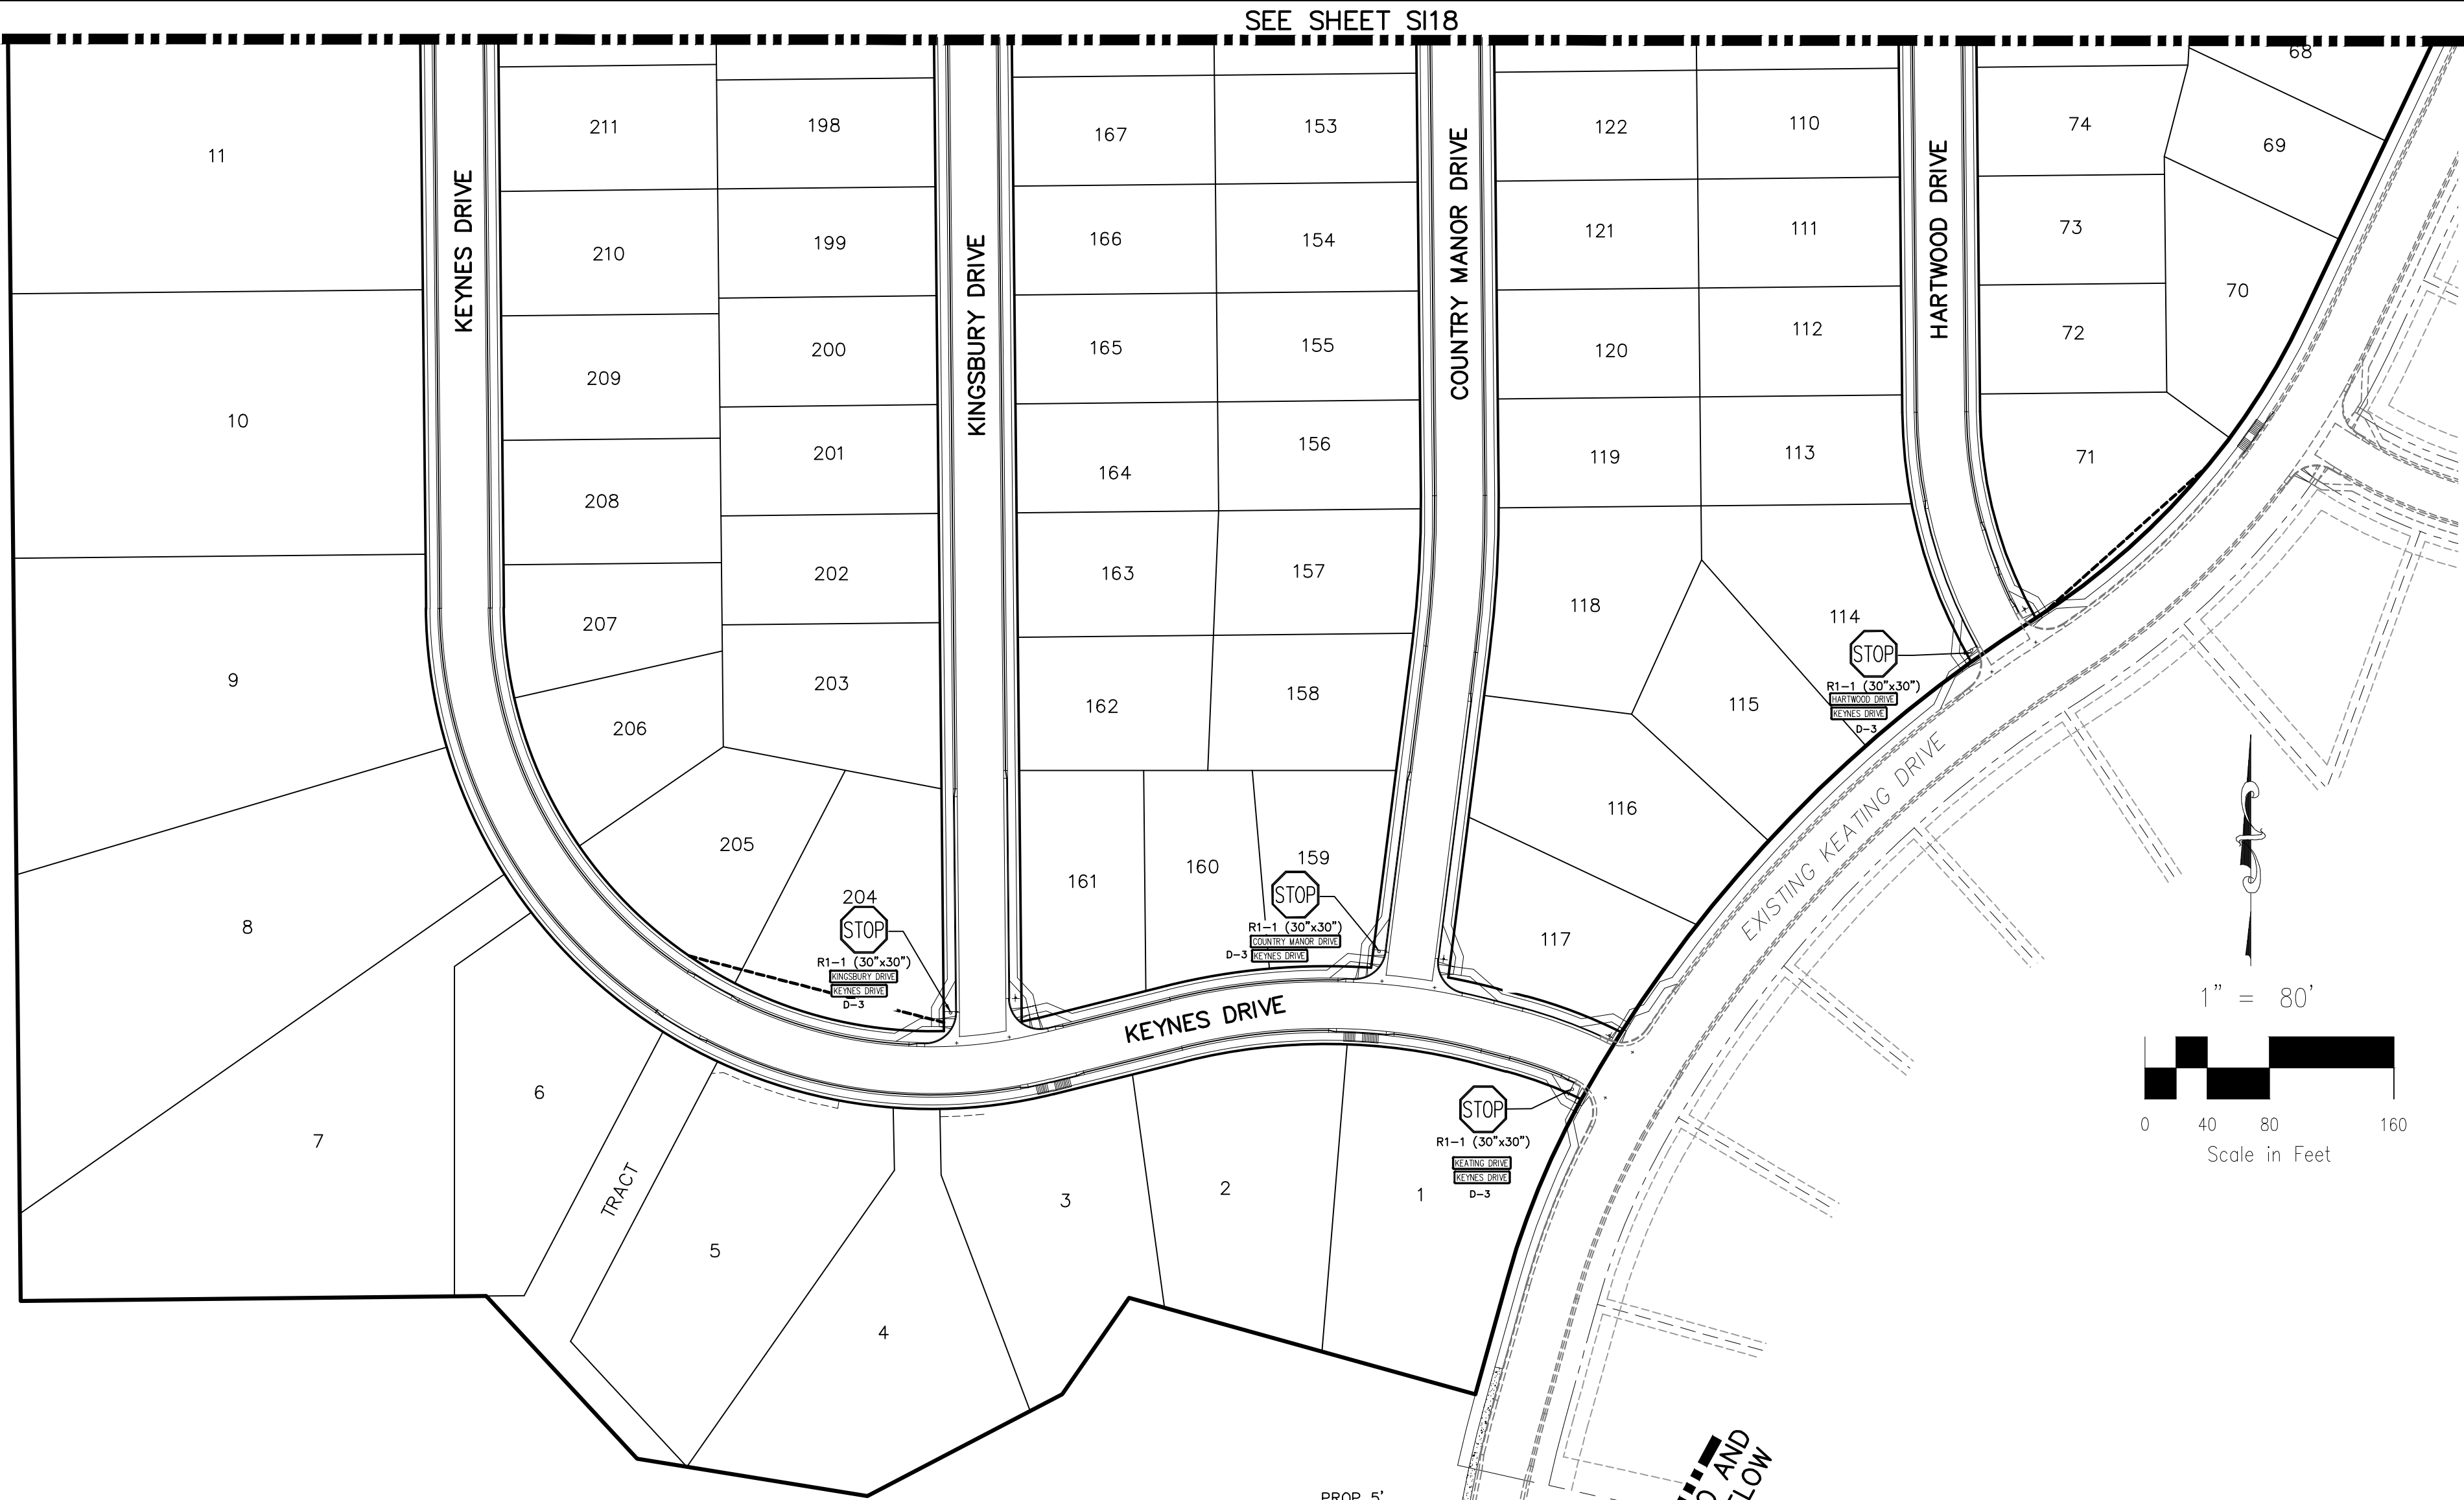 SEE SHEET SI18
68
11
211
198
167
153
122
110
74
69
KEYNES DRIVE
KINGSBURY DRIVE
COUNTRY MANOR DRIVE
HARTWOOD DRIVE
210
199
166
154
121
111
73
70
209
200
165
155
120
112
72
10
208
201
164
156
119
113
71
207
202
163
157
118
114
9
206
203
162
158
115
STOP
R1-1 (30"x30")
HARTWOOD DRIVE
KEYNES DRIVE
D-3
205
204
161
160
159
116
117
EXISTING KEATING DRIVE
STOP
R1-1 (30"x30")
KINGSBURY DRIVE
KEYNES DRIVE
D-3
STOP
R1-1 (30"x30")
COUNTRY MANOR DRIVE
D-3 KEYNES DRIVE
8
KEYNES DRIVE
1" = 80'
0 40 80 160
Scale in Feet
STOP
R1-1 (30"x30")
KEATING DRIVE
KEYNES DRIVE
D-3
7
6
TRACT
5
4
3
2
1
AND
PROP 5'